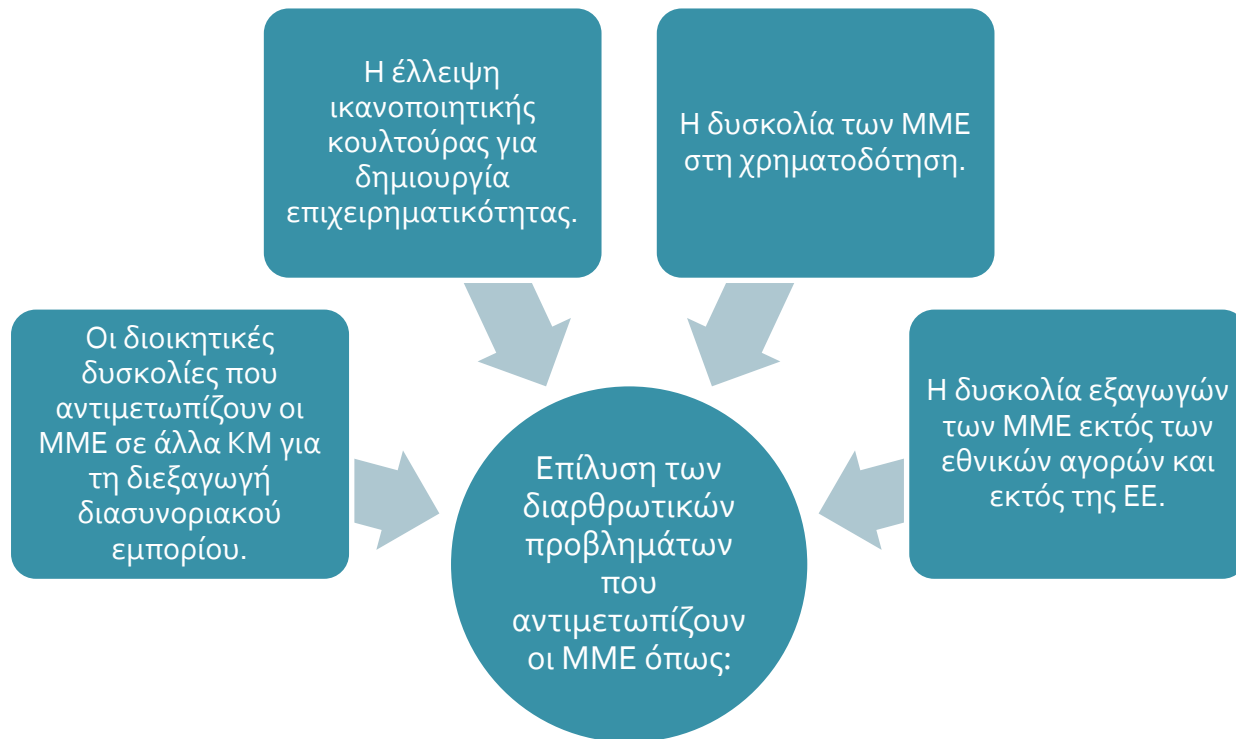 Η έλλειψη
ικανοποιητικής
κουλτούρας για
δημιουργία
επιχειρηματικότητας.
Η δυσκολία των ΜΜΕ
στη χρηματοδότηση.
Οι διοικητικές
δυσκολίες που
αντιμετωπίζουν οι
ΜΜΕ σε άλλα ΚΜ για
τη διεξαγωγή
διασυνοριακού
εμπορίου.
Η δυσκολία εξαγωγών
των ΜΜΕ εκτός των
εθνικών αγορών και
εκτός της ΕΕ.
Επίλυση των
διαρθρωτικών
προβλημάτων
που
αντιμετωπίζουν
οι ΜΜΕ όπως: